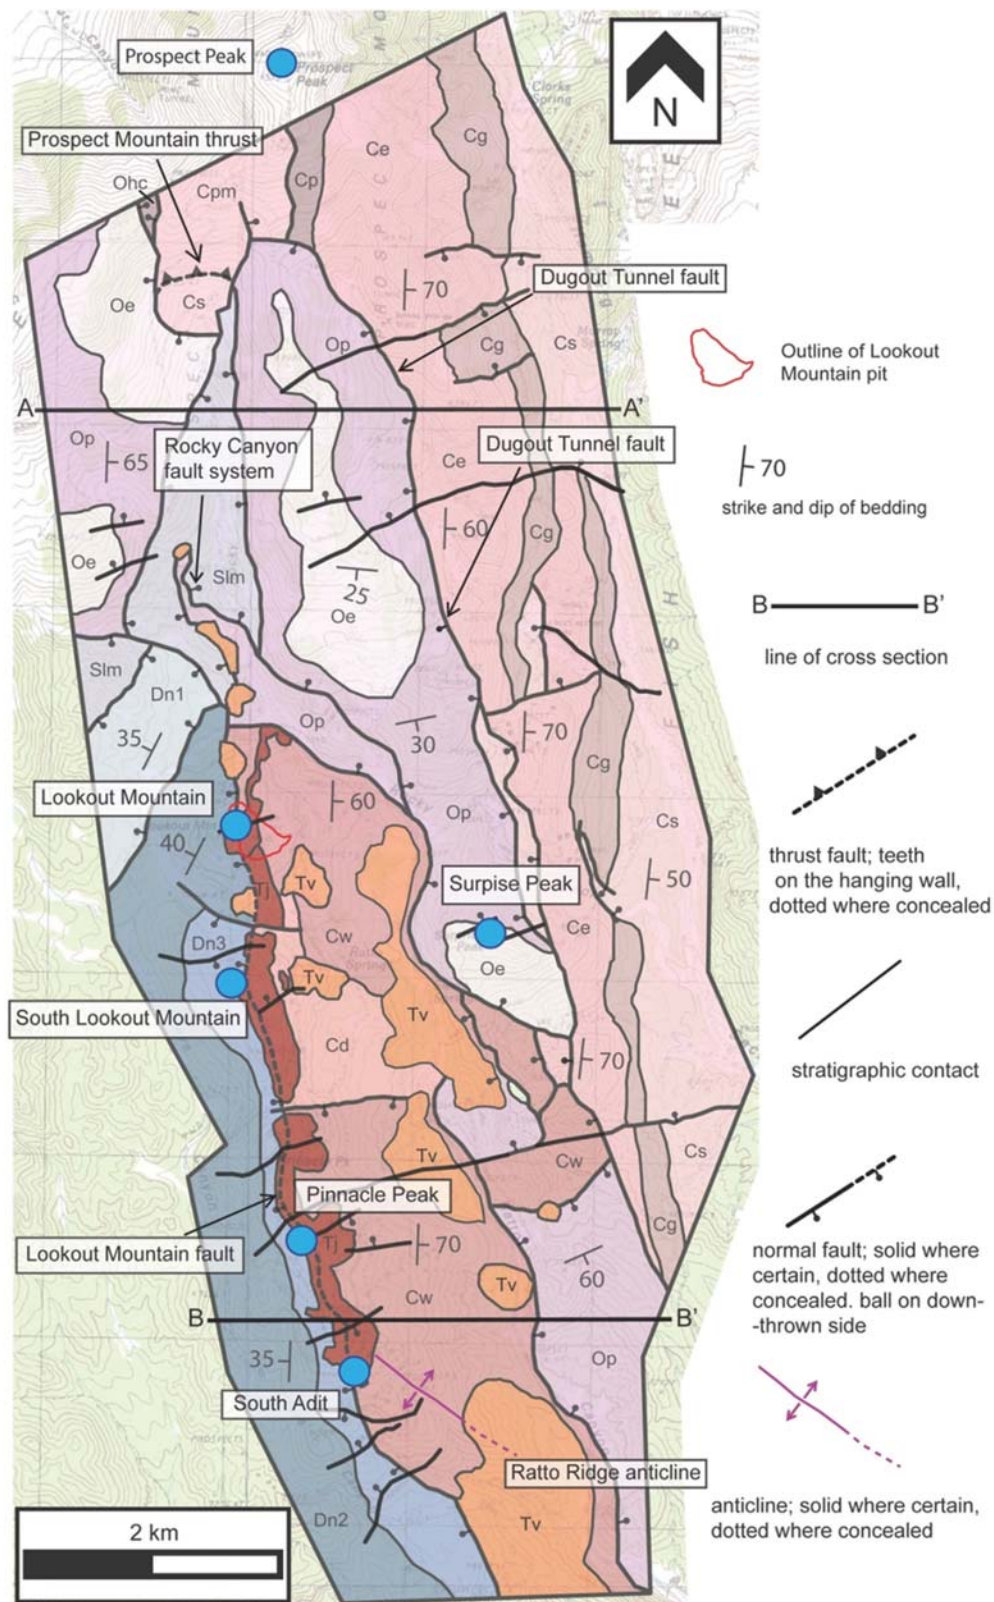 Prospect Peak
Prospect
Peak
Clarke
Spring
N
Prospect Mountain thrust
Ohc
Cpm
Cp
Ce
Cg
Oe
Cs
70
Dugout Tunnel fault
Op
Cg
Cs
Outline of Lookout
Mountain pit
A
A'
Op
65
Rocky Canyon
fault system
Ce
Dugout Tunnel fault
70
strike and dip of bedding
60
Cg
Oe
Slm
25
Oe
B
B'
line of cross section
Slm
Dn1
35
Op
30
70
Cg
Lookout Mountain
60
Op
Cs
40
Tj
Tv
Surpise Peak
50
thrust fault; teeth
on the hanging wall,
dotted where concealed
Dn3
Cw
Ce
Oe
Tv
South Lookout Mountain
Tv
Cd
70
stratigraphic contact
Tv
Cw
Cs
Pinnacle Peak
Cg
Lookout Mountain fault
Tj
70
60
Tv
Cw
normal fault; solid where
certain, dotted where
concealed. ball on down-
-thrown side
B
B'
35
Op
South Adit
Ratto Ridge anticline
Dn2
Tv
anticline; solid where certain,
dotted where concealed
2 km